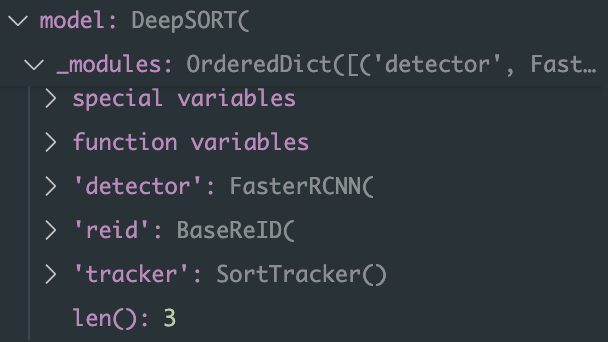 model: DeepSORT(
_modules: OrderedDict([('detector', Fast…
special variables
function variables
'detector': FasterRCNN(
'reid': BaseReID(
'tracker': SortTracker()
len(): 3